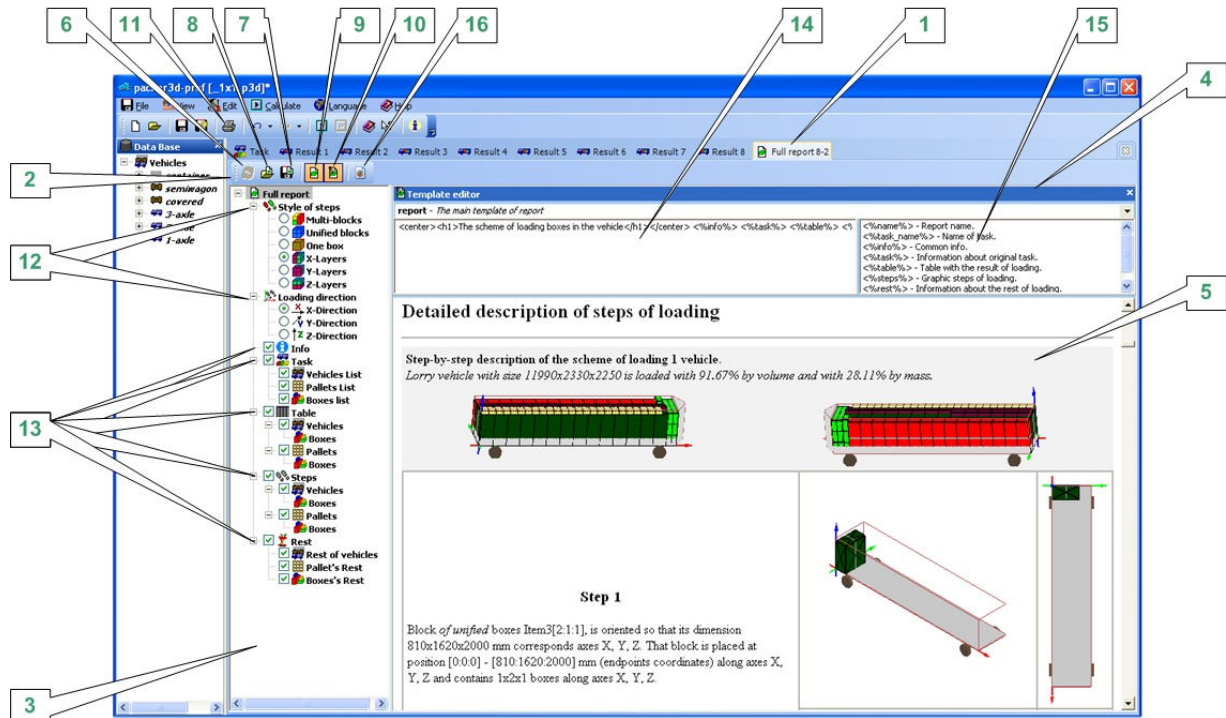 6
11
8
7
9
10
16
14
1
15
4
2
12
5
13
3
File
Edit
Calculate
Language
Data Base
Task
Result 1
Result 2
Result 3
Result 4
Result 5
Result 6
Result 7
Result 8
Full report 8-2
Vehicles
container
semiwagon
covered
3-axle
1-axle
Full report
Style of steps
Multi-blocks
Unified blocks
One box
X-Layers
Y-Layers
Z-Layers
Loading direction
X X-Direction
Y Y-Direction
Z Z-Direction
Info
Task
Vehicles List
Pallets List
Boxes list
Table
Vehicles
Boxes
Pallets
Boxes
Steps
Vehicles
Boxes
Pallets
Boxes
Rest
Rest of vehicles
Pallet's Rest
Boxes's Rest
Template editor
report - The main template of report
<center><h1>The scheme of loading boxes in the vehicle</h1></center> <%info%> <%task%> <%table%> <%
<%name%> - Report name.
<%task_name%> - Name of task.
<%info%> - Common info.
<%task%> - Information about original task.
<%table%> - Table with the result of loading.
<%steps%> - Graphic steps of loading.
<%rest%> - Information about the rest of loading.
Detailed description of steps of loading
Step-by-step description of the scheme of loading 1 vehicle.
Lorry vehicle with size 11990x2330x2250 is loaded with 91.67% by volume and with 28.11% by mass.
Step 1
Block of unified boxes Item3[2:1:1], is oriented so that its dimension
810x1620x2000 mm corresponds axes X, Y, Z. That block is placed at
position [0:0:0] - [810:1620:2000] mm (endpoints coordinates) along axes X,
Y, Z and contains 1x2x1 boxes along axes X, Y, Z.